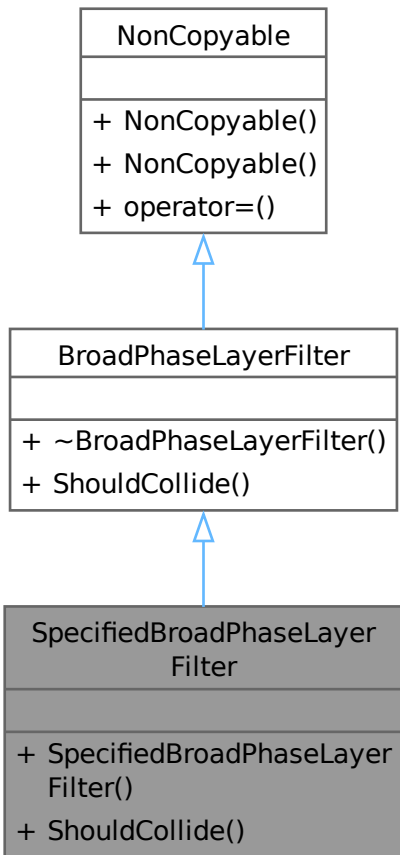 NonCopyable
+ NonCopyable()
+ NonCopyable()
+ operator=()
BroadPhaseLayerFilter
+ ~BroadPhaseLayerFilter()
+ ShouldCollide()
SpecifiedBroadPhaseLayer
Filter
+ SpecifiedBroadPhaseLayer
Filter()
+ ShouldCollide()